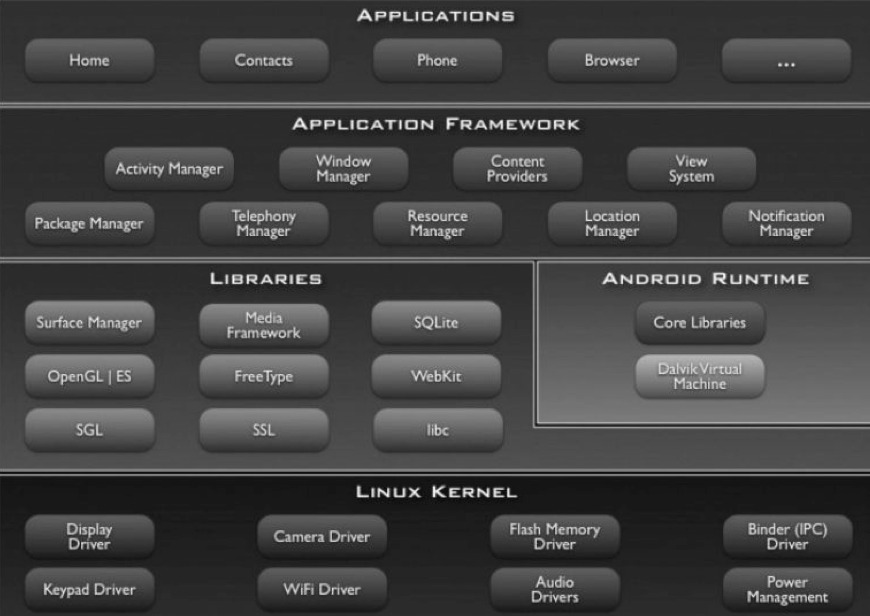 APPLICATIONS
Home Contacts Phone Browser ...
APPLICATION FRAMEWORK
Activity Manager Window Manager Content Providers View System
Package Manager Telephony Manager Resource Manager Location Manager Notification Manager
LIBRARIES
Surface Manager Media Framework SQLite
OpenGL | ES FreeType WebKit
SGL SSL libc
ANDROID RUNTIME
Core Libraries
Dalvik Virtual Machine
LINUX KERNEL
Display Driver Camera Driver Flash Memory Driver Binder (IPC) Driver
Keypad Driver WiFi Driver Audio Drivers Power Management